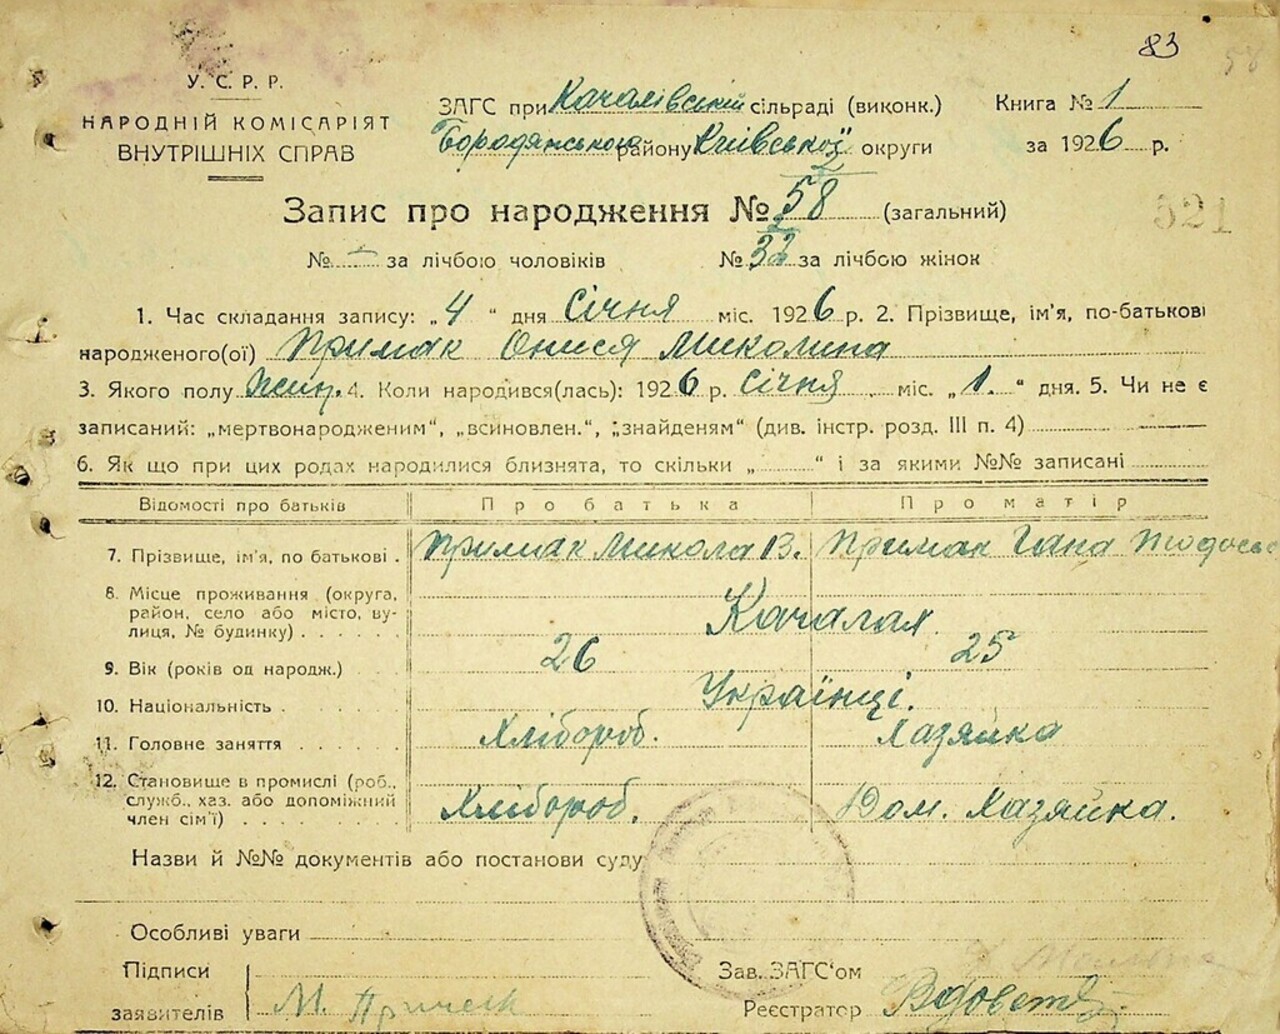 83
58
У. С. Р. Р.
НАРОДНІЙ КОМІСАРІЯТ
ВНУТРІШНІХ СПРАВ
ЗАГС при Качалівській сільраді (виконк.)
Бородянського району Київської округи
Книга № 1
за 1926 р.
Запис про народження № 58 (загальний)
621
№ - за лічбою чоловіків № 32 за лічбою жінок
1. Час складання запису: „4“ дня Січня міс. 1926 р. 2. Прізвище, ім'я, по-батькові
народженого(ої) Примак Онися Миколина
3. Якого полу Жін. 4. Коли народився(лась): 1926 р. Січня міс. „1.“ дня. 5. Чи не є
записаний: „мертвонародженим“, „всиновлен.“, „знайденям“ (див. інстр. розд. III п. 4)
6. Як що при цих родах народилися близнята, то скільки „ “ і за якими №№ записані
Відомості про батьків Про батька Про матір
7. Прізвище, ім'я, по батькові . Примак Микола В. Примак Гапа Тодось
8. Місце проживання (округа,
район, село або місто, ву-
лиця, № будинку) . . . . . . Качалах
9. Вік (років од народж.) 26 25
10. Національність . Українці.
11. Головне заняття . . . . . . Хлібороб. Хазяйка
12. Становище в промислі (роб.,
служб., хаз. або допоміжний
член сім'ї) . . . . . . . . Хлібороб. Дом. Хазяйка.
Назви й №№ документів або постанови суду
Особливі уваги
Підписи
заявителів М. Примак
Зав. ЗАГС'ом
Реєстратор